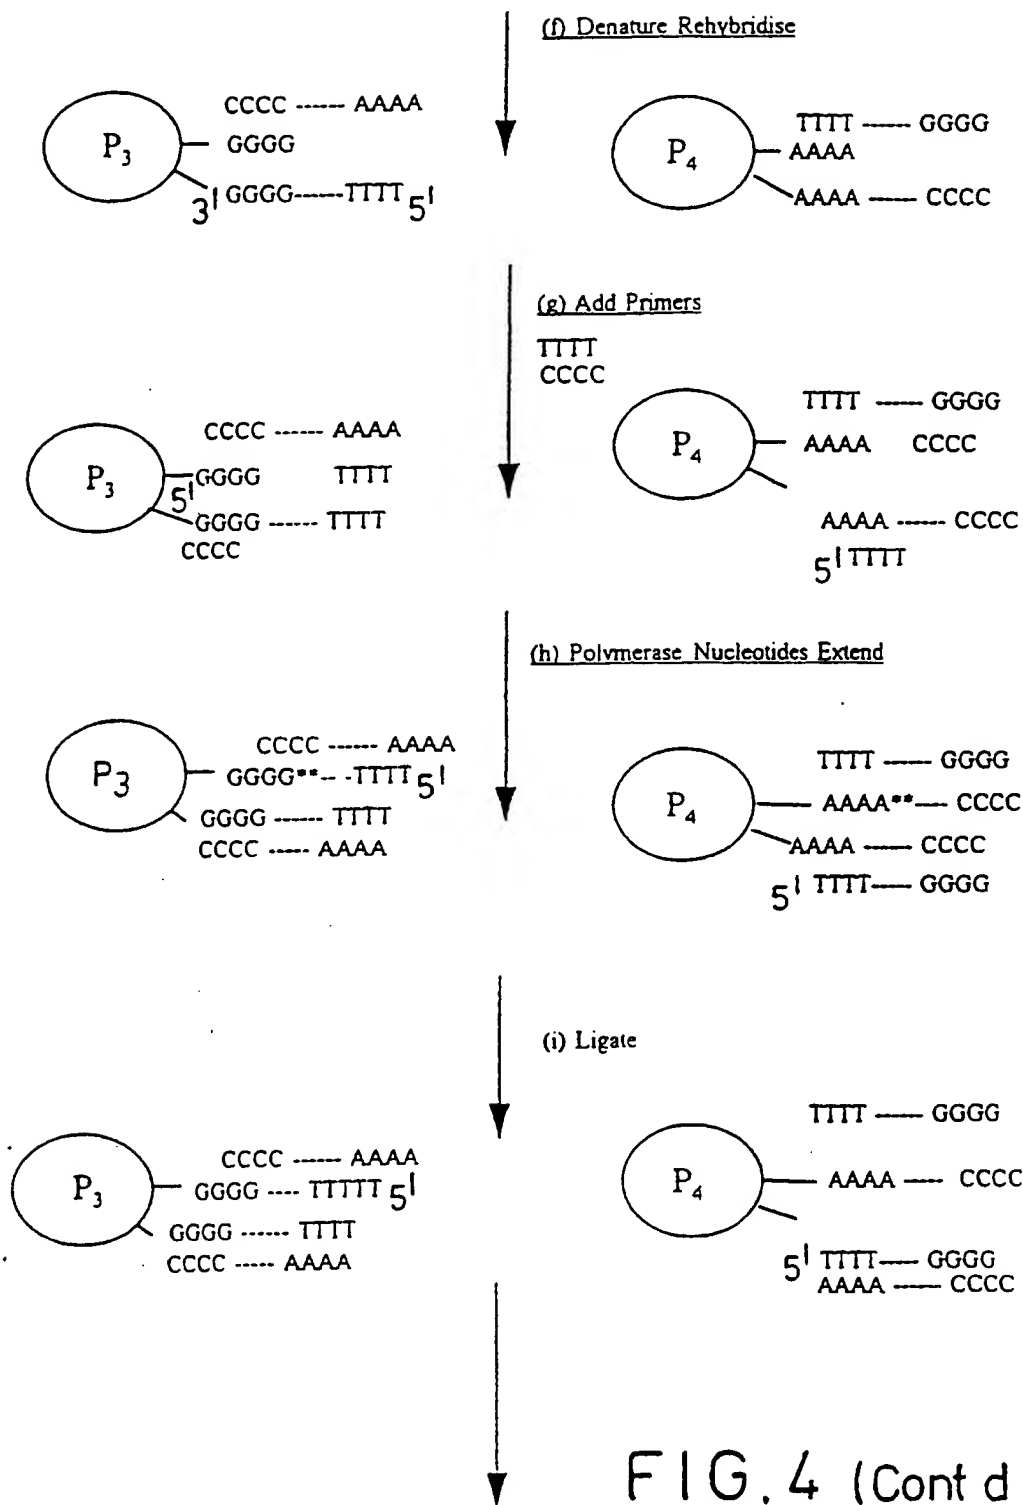 (f) Denature Rehybridise
CCCC ------ AAAA
P3
GGGG
3' GGGG------TTTT 5'
TTTT —— GGGG
P4
AAAA
AAAA —— CCCC
(g) Add Primers
TTTT
CCCC
CCCC ------ AAAA
P3
GGGG TTTT
5'
GGGG ------ TTTT
CCCC
TTTT —— GGGG
P4
AAAA CCCC
AAAA ------ CCCC
5' TTTT
(h) Polymerase Nucleotides Extend
CCCC ------ AAAA
P3
GGGG**-- -TTTT 5'
GGGG ------ TTTT
CCCC ----- AAAA
TTTT —— GGGG
P4
AAAA**— CCCC
AAAA —— CCCC
5' TTTT—— GGGG
(i) Ligate
CCCC ------ AAAA
P3
GGGG ---- TTTTT 5'
GGGG ------ TTTT
CCCC ----- AAAA
TTTT —— GGGG
P4
AAAA —— CCCC
5' TTTT—— GGGG
AAAA —— CCCC
FIG. 4 (Cont d